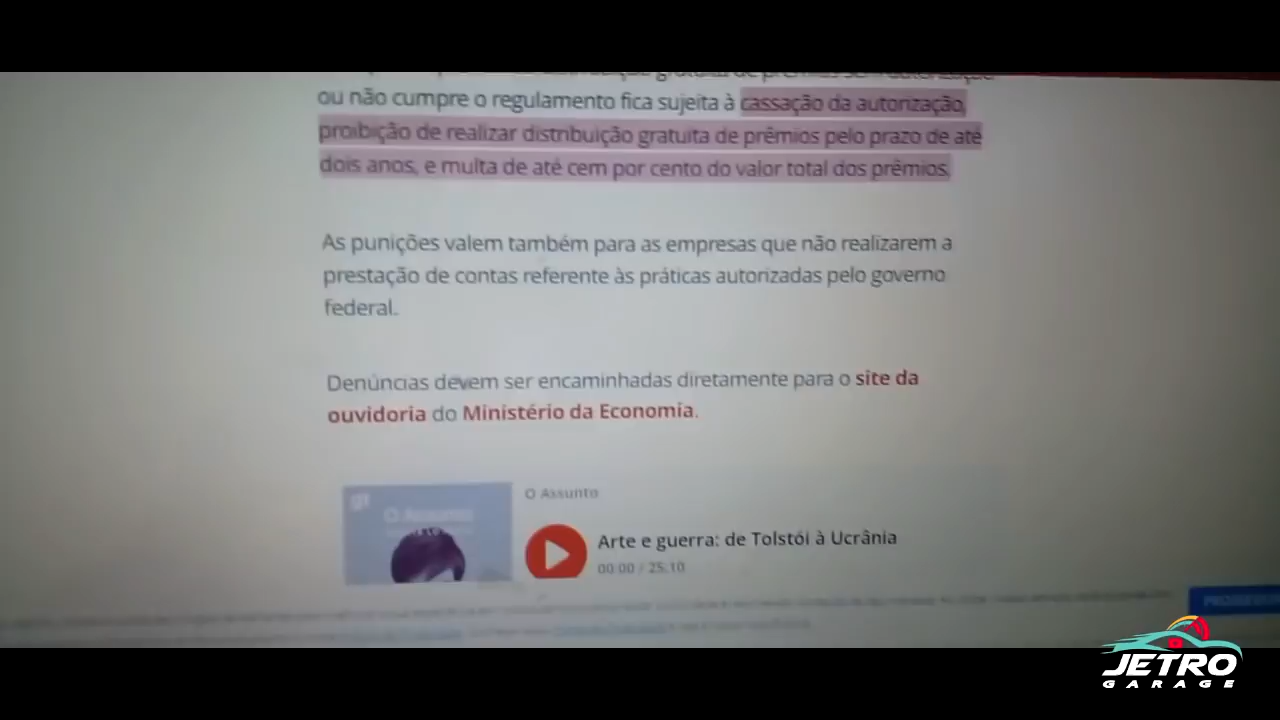 ou não cumpre o regulamento fica sujeita à cassação da autorização,
proibição de realizar distribuição gratuita de prêmios pelo prazo de até
dois anos, e multa de até cem por cento do valor total dos prêmios.
As punições valem também para as empresas que não realizarem a
prestação de contas referente às práticas autorizadas pelo governo
federal.
Denúncias devem ser encaminhadas diretamente para o site da
ouvidoria do Ministério da Economia.
g1
O Assunto
O Assunto
Arte e guerra: de Tolstói à Ucrânia
00:00 / 25:10
JETRO
GARAGE